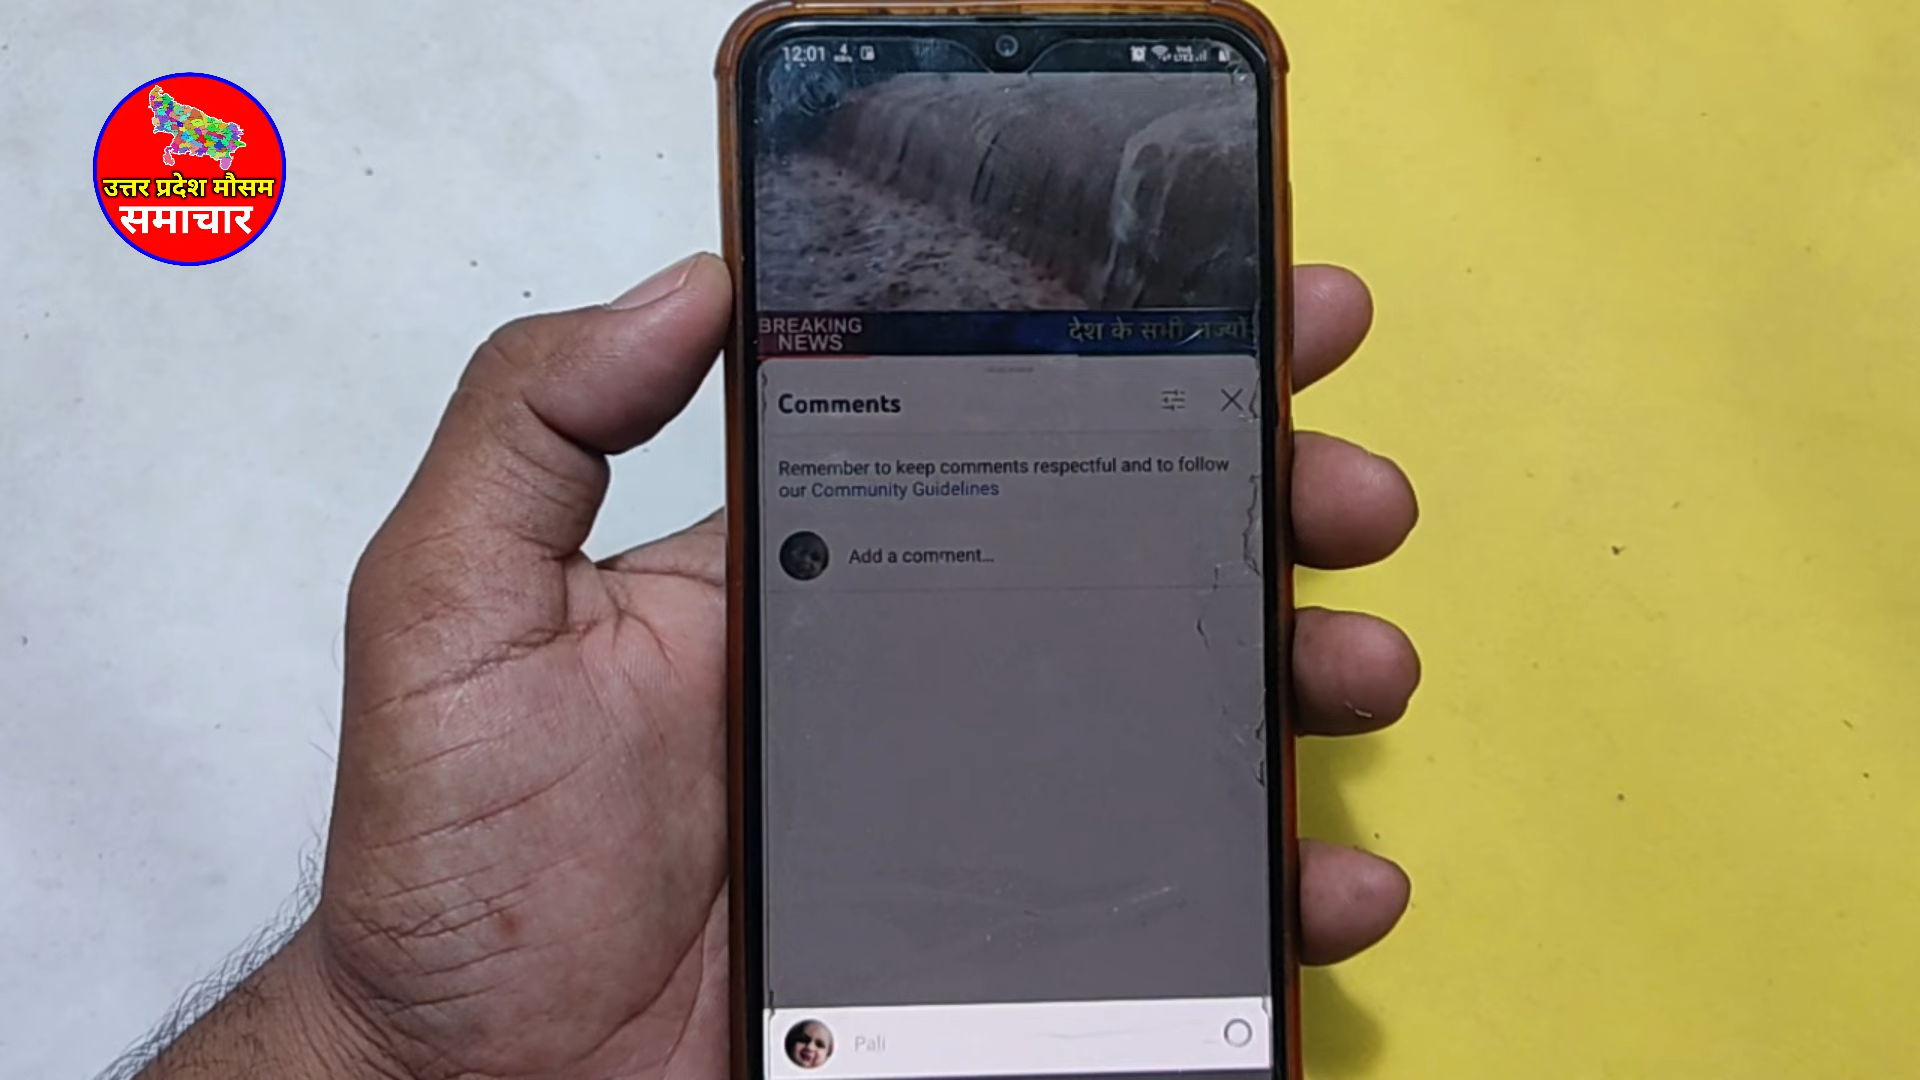 उत्तर प्रदेश मौसम
समाचार
12:01
BREAKING
NEWS
देश के सभी राज्यों
Comments
Remember to keep comments respectful and to follow
our Community Guidelines
Add a comment...
Pali